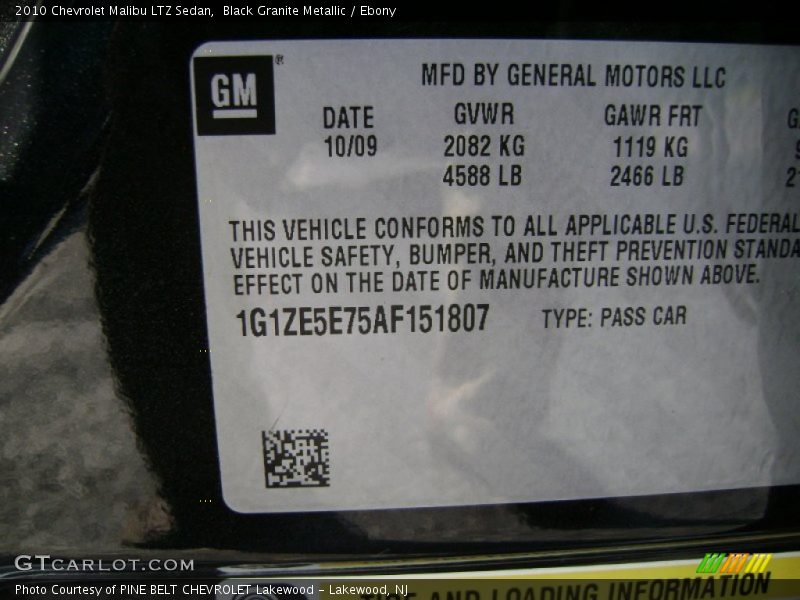 2010 Chevrolet Malibu LTZ Sedan,  Black Granite Metallic / Ebony
GM®
MFD BY GENERAL MOTORS LLC
DATE GVWR GAWR FRT
10/09 2082 KG 1119 KG
4588 LB 2466 LB
THIS VEHICLE CONFORMS TO ALL APPLICABLE U.S. FEDERAL
VEHICLE SAFETY, BUMPER, AND THEFT PREVENTION STANDA
EFFECT ON THE DATE OF MANUFACTURE SHOWN ABOVE.
1G1ZE5E75AF151807 TYPE: PASS CAR
GTCARLOT.COM
Photo Courtesy of PINE BELT CHEVROLET Lakewood - Lakewood, NJ
AND LOADING INFORMATION